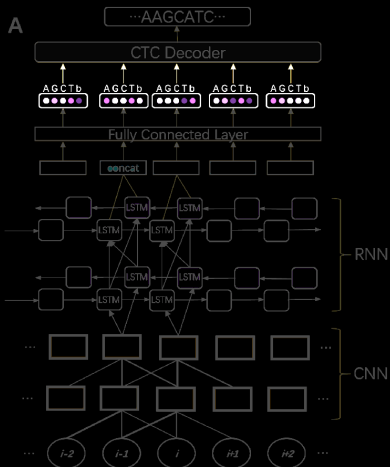 A
···AAGCATC···
CTC Decoder
AGCTb AGCTb AGCTb AGCTb AGCTb
Fully Connected Layer
concat
LSTM LSTM
LSTM LSTM
RNN
LSTM LSTM
LSTM LSTM
··· ···
CNN
··· ···
··· i-2 i-1 i i+1 i+2 ···